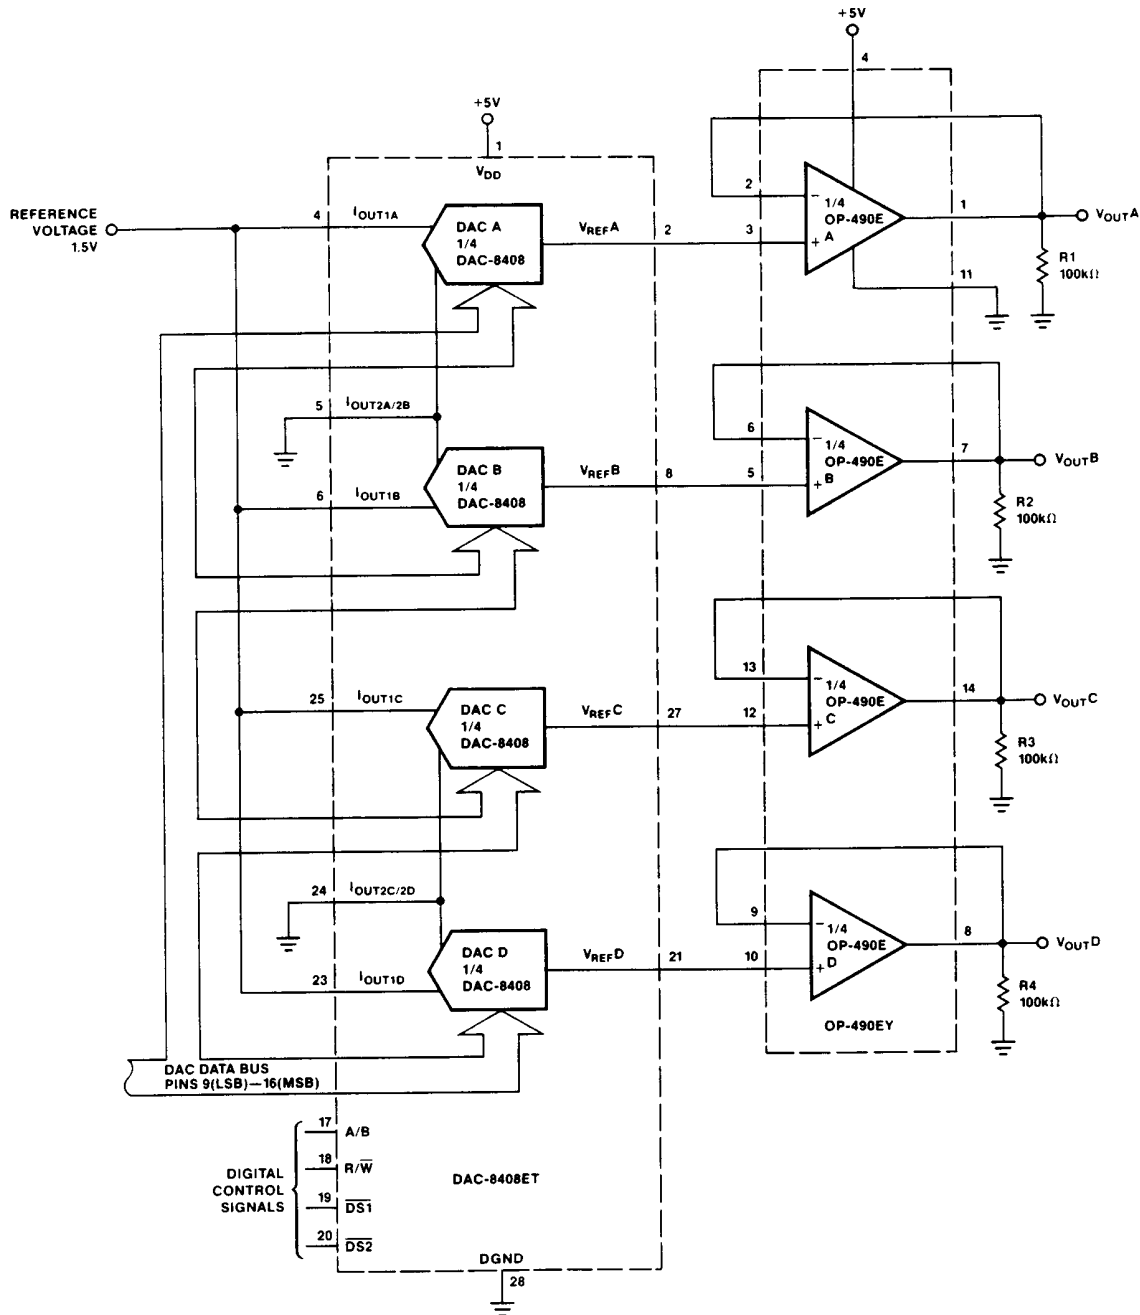 +5V
4
+5V
1
VDD
REFERENCE
VOLTAGE
1.5V
4
IOUT1A
DAC A
1/4
DAC-8408
VREFA
2
3
2
−
1/4
OP-490E
A
+
1
VOUTA
R1
100kΩ
11
5
IOUT2A/2B
6
IOUT1B
DAC B
1/4
DAC-8408
VREFB
8
5
6
−
1/4
OP-490E
B
+
7
VOUTB
R2
100kΩ
25
IOUT1C
DAC C
1/4
DAC-8408
VREFC
27
12
13
−
1/4
OP-490E
C
+
14
VOUTC
R3
100kΩ
24
IOUT2C/2D
23
IOUT1D
DAC D
1/4
DAC-8408
VREFD
21
10
9
−
1/4
OP-490E
D
+
8
VOUTD
R4
100kΩ
OP-490EY
DAC DATA BUS
PINS 9(LSB)—16(MSB)
DIGITAL
CONTROL
SIGNALS
17
A/B
18
R/W̅
19
D̅S̅1̅
20
D̅S̅2̅
DAC-8408ET
DGND
28